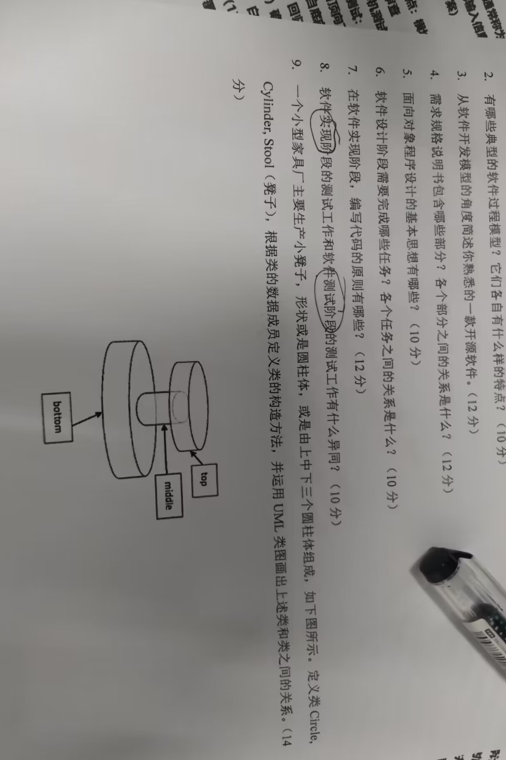 2. 有哪些典型的软件过程模型？它们各自有什么样的特点？（10 分）
3. 从软件开发模型的角度简述你熟悉的一款开源软件。（12 分）
4. 需求规格说明书包含哪些部分？各个部分之间的关系是什么？（12 分）
5. 面向对象程序设计的基本思想有哪些？（10 分）
6. 软件设计阶段需要完成哪些任务？各个任务之间的关系是什么？（10 分）
7. 在软件实现阶段，编写代码的原则有哪些？（12 分）
8. 软件实现阶段的测试工作和软件测试阶段的测试工作有什么异同？（10 分）
9. 一个小型家具厂主要生产小凳子，形状或是圆柱体，或是由上中下三个圆柱体组成，如下图所示。定义类 Circle,
Cylinder, Stool（凳子），根据类的数据成员定义类的构造方法，并运用 UML 类图画出上述类和类之间的关系。（14
分）
top
middle
bottom